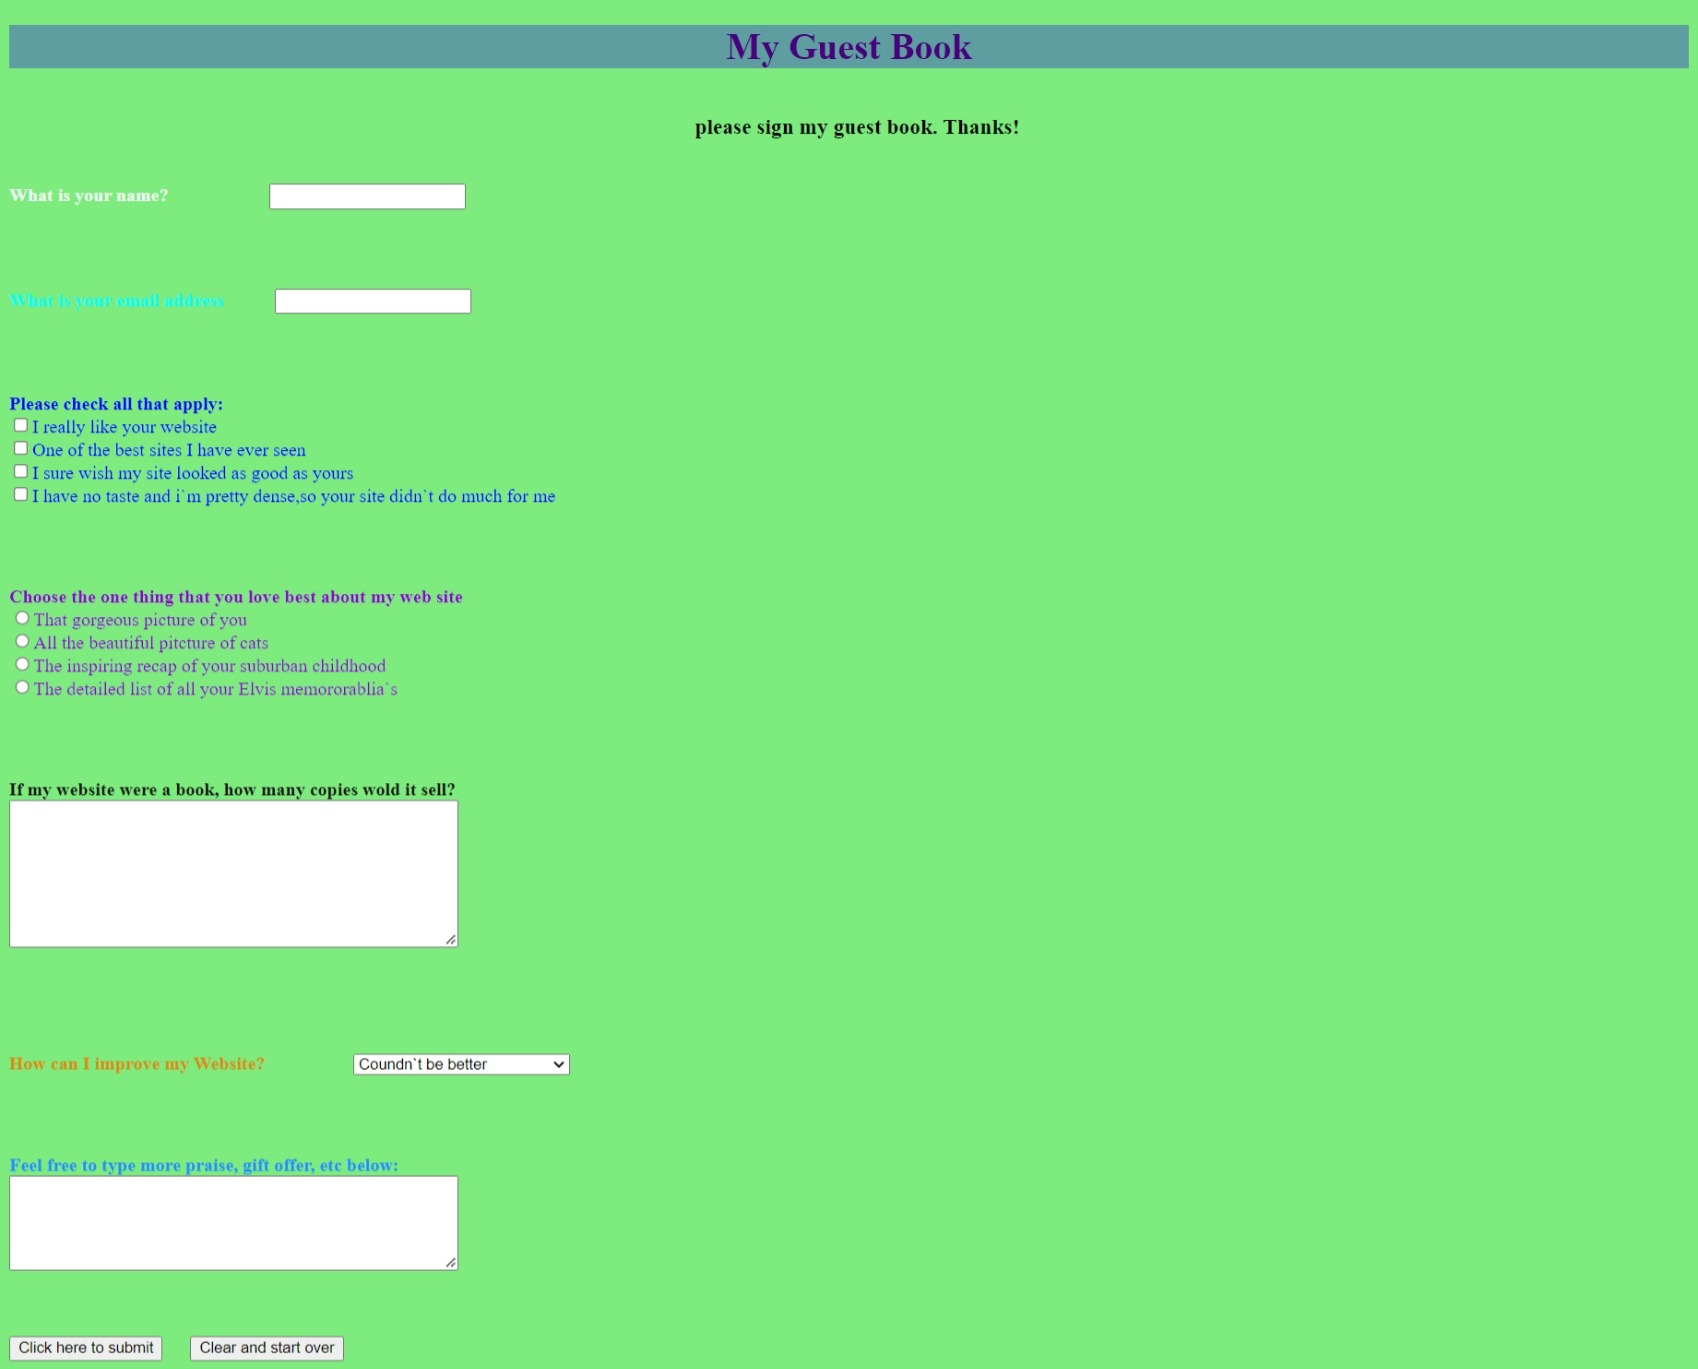 My Guest Book
please sign my guest book. Thanks!
What is your name?
What is your email address
Please check all that apply:
I really like your website
One of the best sites I have ever seen
I sure wish my site looked as good as yours
I have no taste and i`m pretty dense,so your site didn`t do much for me
Choose the one thing that you love best about my web site
That gorgeous picture of you
All the beautiful pitcture of cats
The inspiring recap of your suburban childhood
The detailed list of all your Elvis memororablia`s
If my website were a book, how many copies wold it sell?
How can I improve my Website? Coundn`t be better
Feel free to type more praise, gift offer, etc below:
Click here to submit Clear and start over